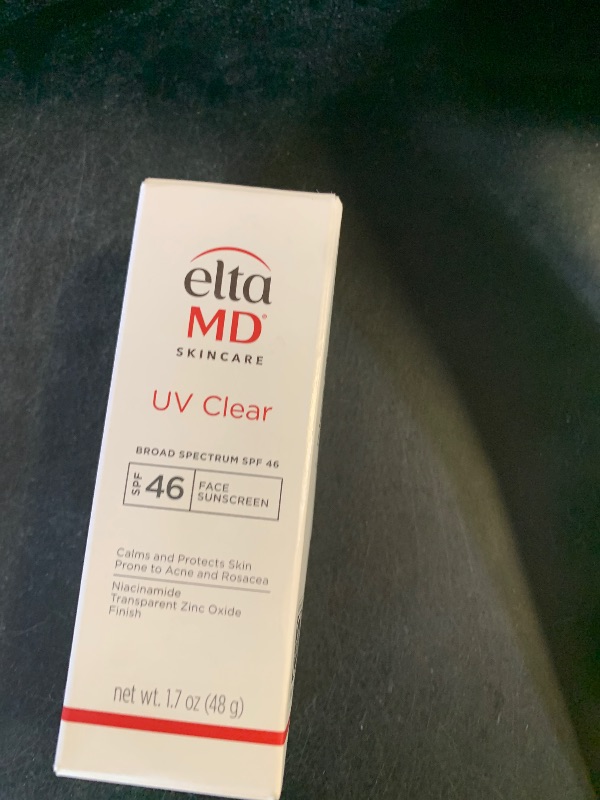 elta
MD®
SKINCARE
UV Clear
BROAD SPECTRUM SPF 46
SPF 46 FACE
SUNSCREEN
Calms and Protects Skin
Prone to Acne and Rosacea
Niacinamide
Transparent Zinc Oxide
Finish
net wt. 1.7 oz (48 g)